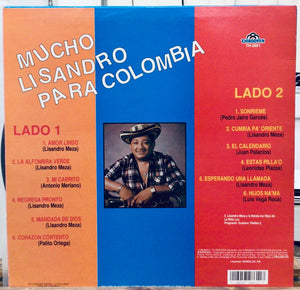 MUCHO
LISANDRO
PARA COLOMBIA
LADO 1
1. AMOR LINDO
(Lisandro Meza)
2. LA ALFOMBRA VERDE
(Lisandro Meza)
3. MI CARRITO
(Antonio Meriano)
4. REGRESA PRONTO
(Lisandro Meza)
5. MANDADA DE DIOS
(Lisandro Meza)
6. CORAZON CONTENTO
(Palito Ortega)
LADO 2
1. SONRIEME
(Pedro Jairo Garcés)
2. CUMBIA PA' ORIENTE
(Lisandro Meza)
3. EL CALENDARIO
(Juan Palacios)
4. ESTAS PILLA'O
(Leonidas Plazas)
5. ESPERANDO UNA LLAMADA
(Lisandro Meza)
6. HIJOS NA'MA
(Luis Vega Roca)